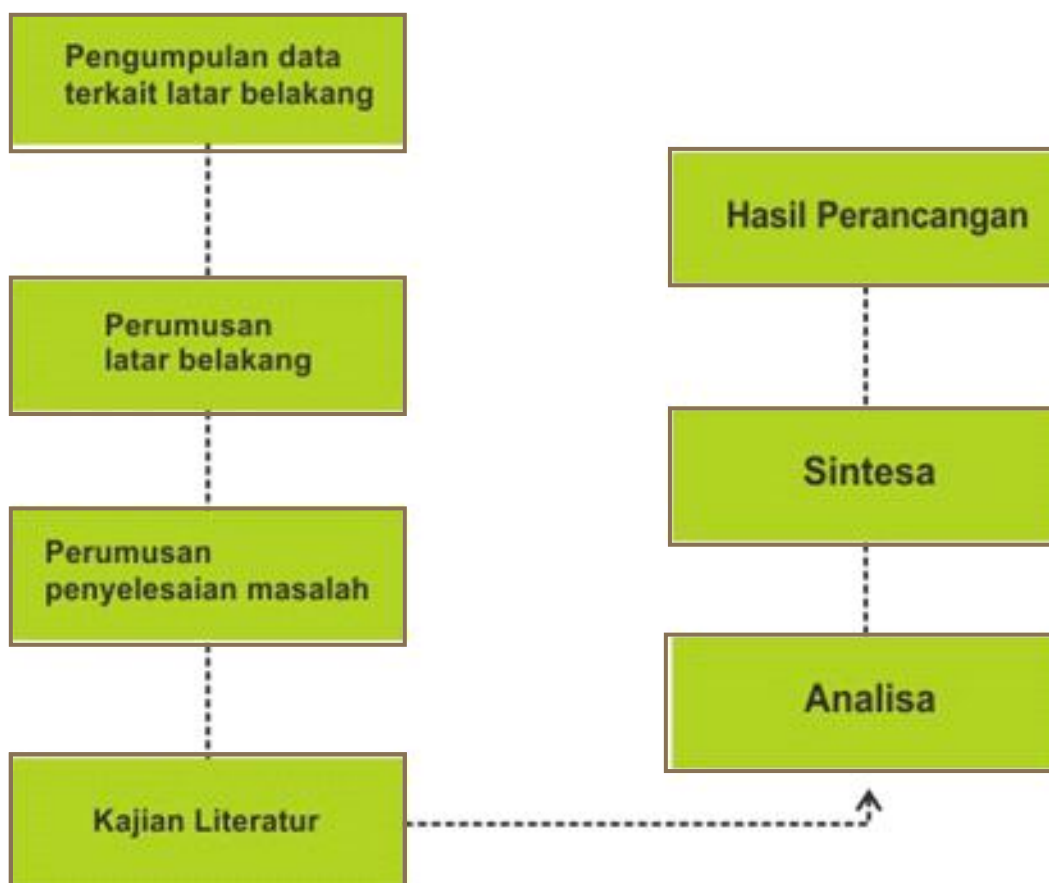 Pengumpulan data
terkait latar belakang
Perumusan
latar belakang
Perumusan
penyelesaian masalah
Kajian Literatur
Analisa
Sintesa
Hasil Perancangan